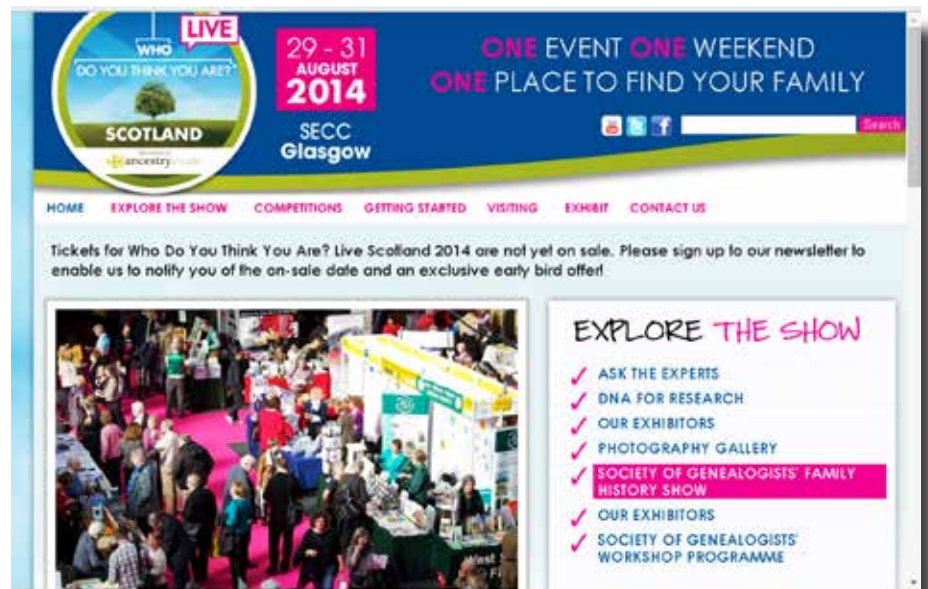 LIVE
WHO
DO YOU THINK YOU ARE?
SCOTLAND
ancestry
29 - 31
AUGUST
2014
SECC
Glasgow
ONE EVENT ONE WEEKEND
ONE PLACE TO FIND YOUR FAMILY
Search
HOME EXPLORE THE SHOW COMPETITIONS GETTING STARTED VISITING EXHIBIT CONTACT US
Tickets for Who Do You Think You Are? Live Scotland 2014 are not yet on sale. Please sign up to our newsletter to
enable us to notify you of the on-sale date and an exclusive early bird offer!
EXPLORE THE SHOW
ASK THE EXPERTS
DNA FOR RESEARCH
OUR EXHIBITORS
PHOTOGRAPHY GALLERY
SOCIETY OF GENEALOGISTS' FAMILY
HISTORY SHOW
OUR EXHIBITORS
SOCIETY OF GENEALOGISTS'
WORKSHOP PROGRAMME
West